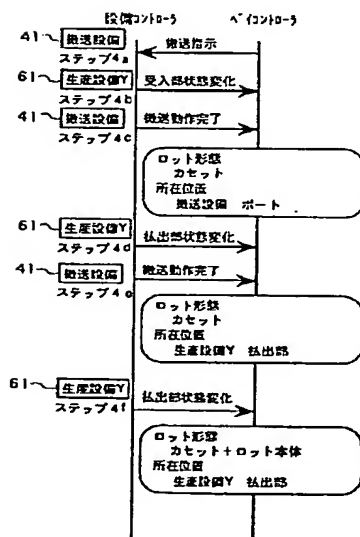 設備コントローラ ベイコントローラ
41 搬送設備 搬送指示
ステップ4a
61 生産設備Y 受入部状態変化
ステップ4b
41 搬送設備 搬送動作完了
ステップ4c
ロット形態
カセット
所在位置
搬送設備 ポート
61 生産設備Y 払出部状態変化
ステップ4d
41 搬送設備 搬送動作完了
ステップ4e
ロット形態
カセット
所在位置
生産設備Y 払出部
61 生産設備Y 払出部状態変化
ステップ4f
ロット形態
カセット+ロット本体
所在位置
生産設備Y 払出部